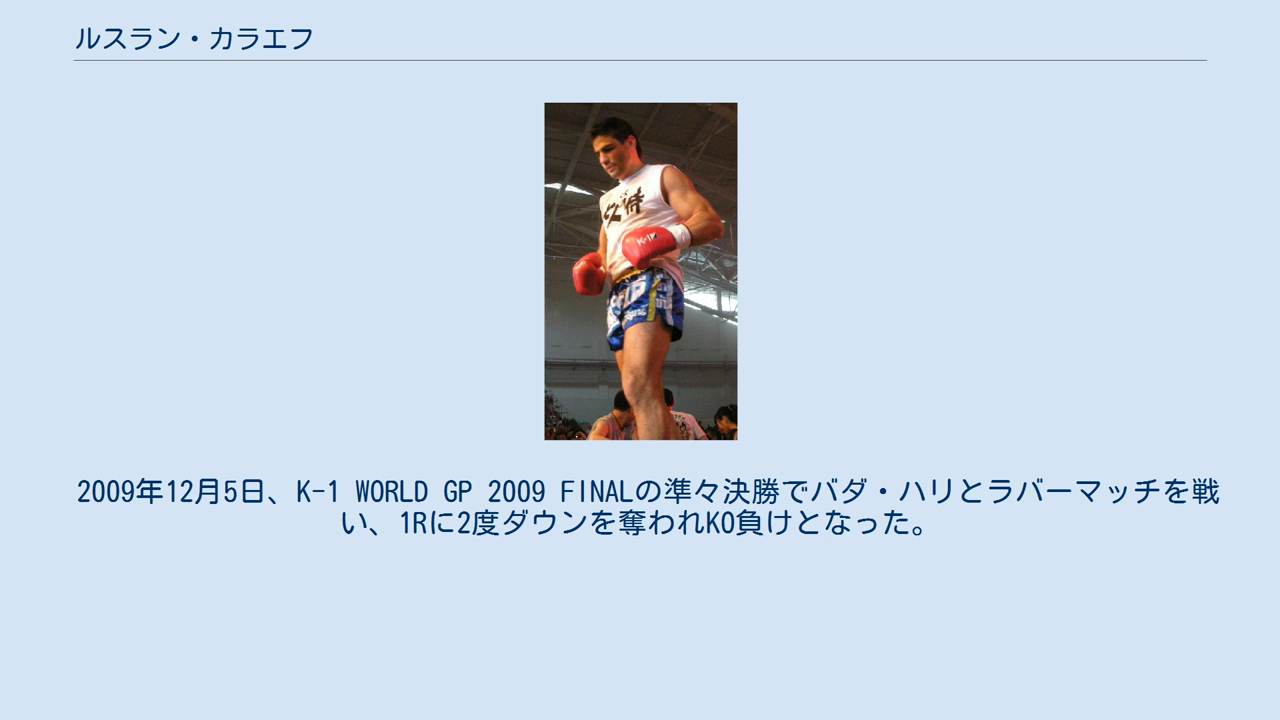 ルスラン・カラエフ
K-1
2009年12月5日、K-1 WORLD GP 2009 FINALの準々決勝でバダ・ハリとラバーマッチを戦
い、1Rに2度ダウンを奪われKO負けとなった。